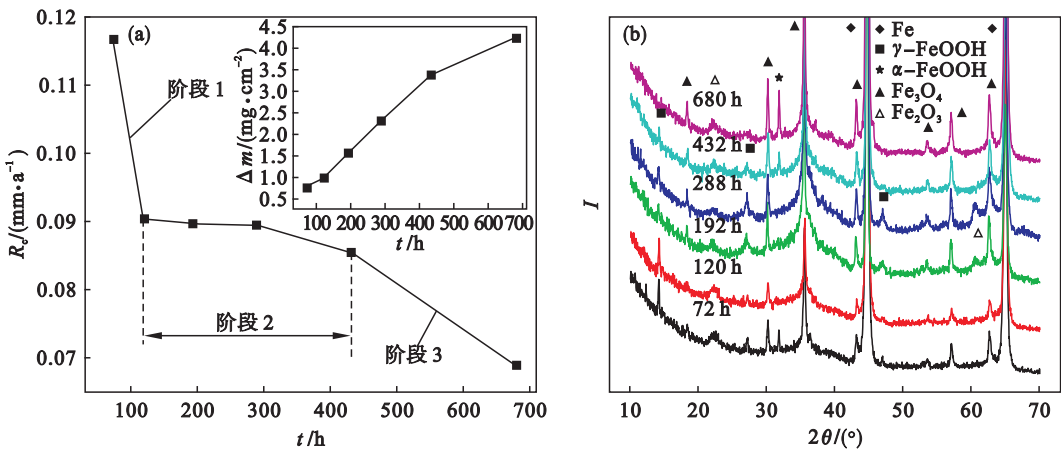 (a)
0.12
0.11
0.10
0.09
0.08
0.07
R_c/(mm·a⁻¹)
阶段 1
阶段 2
阶段 3
100 200 300 400 500 600 700
t/h
4.5
4.0
3.5
3.0
2.5
2.0
1.5
1.0
0.5
Δm/(mg·cm⁻²)
100 200 300 400 500 600 700
t/h
(b)
◆ Fe
■ γ-FeOOH
★ α-FeOOH
▲ Fe₃O₄
△ Fe₂O₃
680 h
432 h
288 h
192 h
120 h
72 h
I
10 20 30 40 50 60 70
2θ/(°)